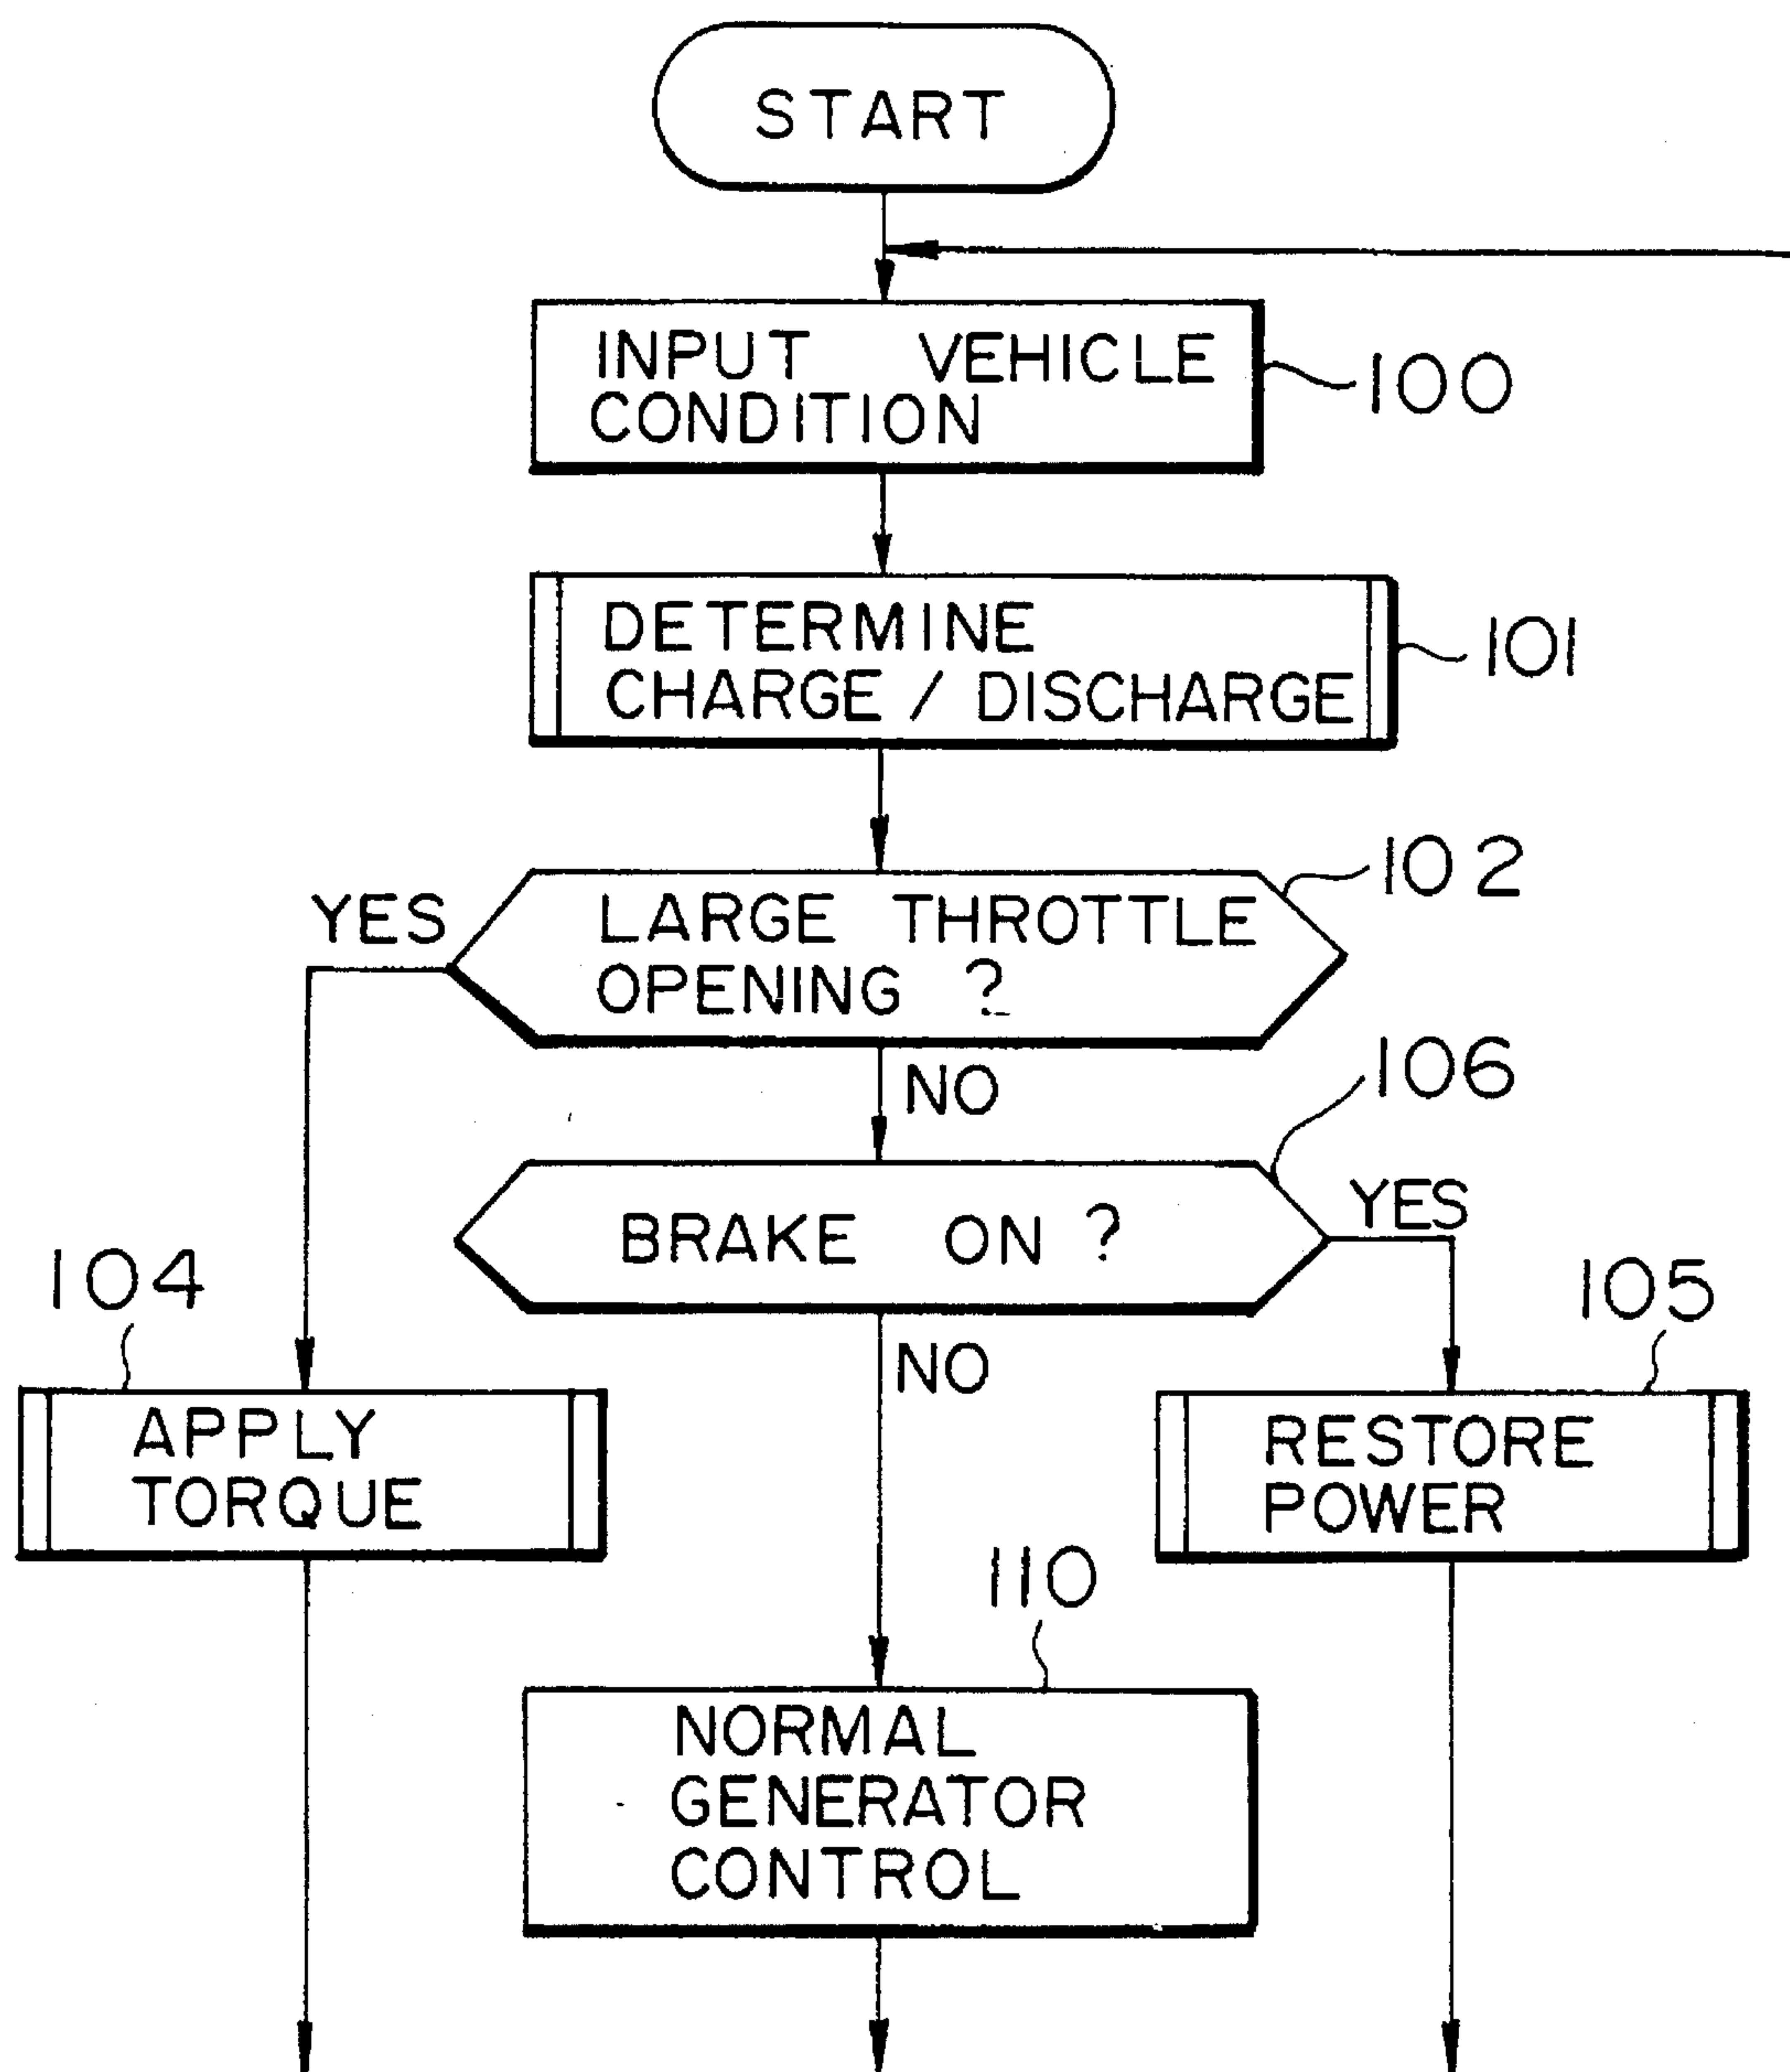 START
INPUT VEHICLE
CONDITION
100
DETERMINE
CHARGE / DISCHARGE
101
102
YES
LARGE THROTTLE
OPENING ?
NO
106
BRAKE ON ?
YES
104
105
NO
APPLY
TORQUE
RESTORE
POWER
110
NORMAL
GENERATOR
CONTROL